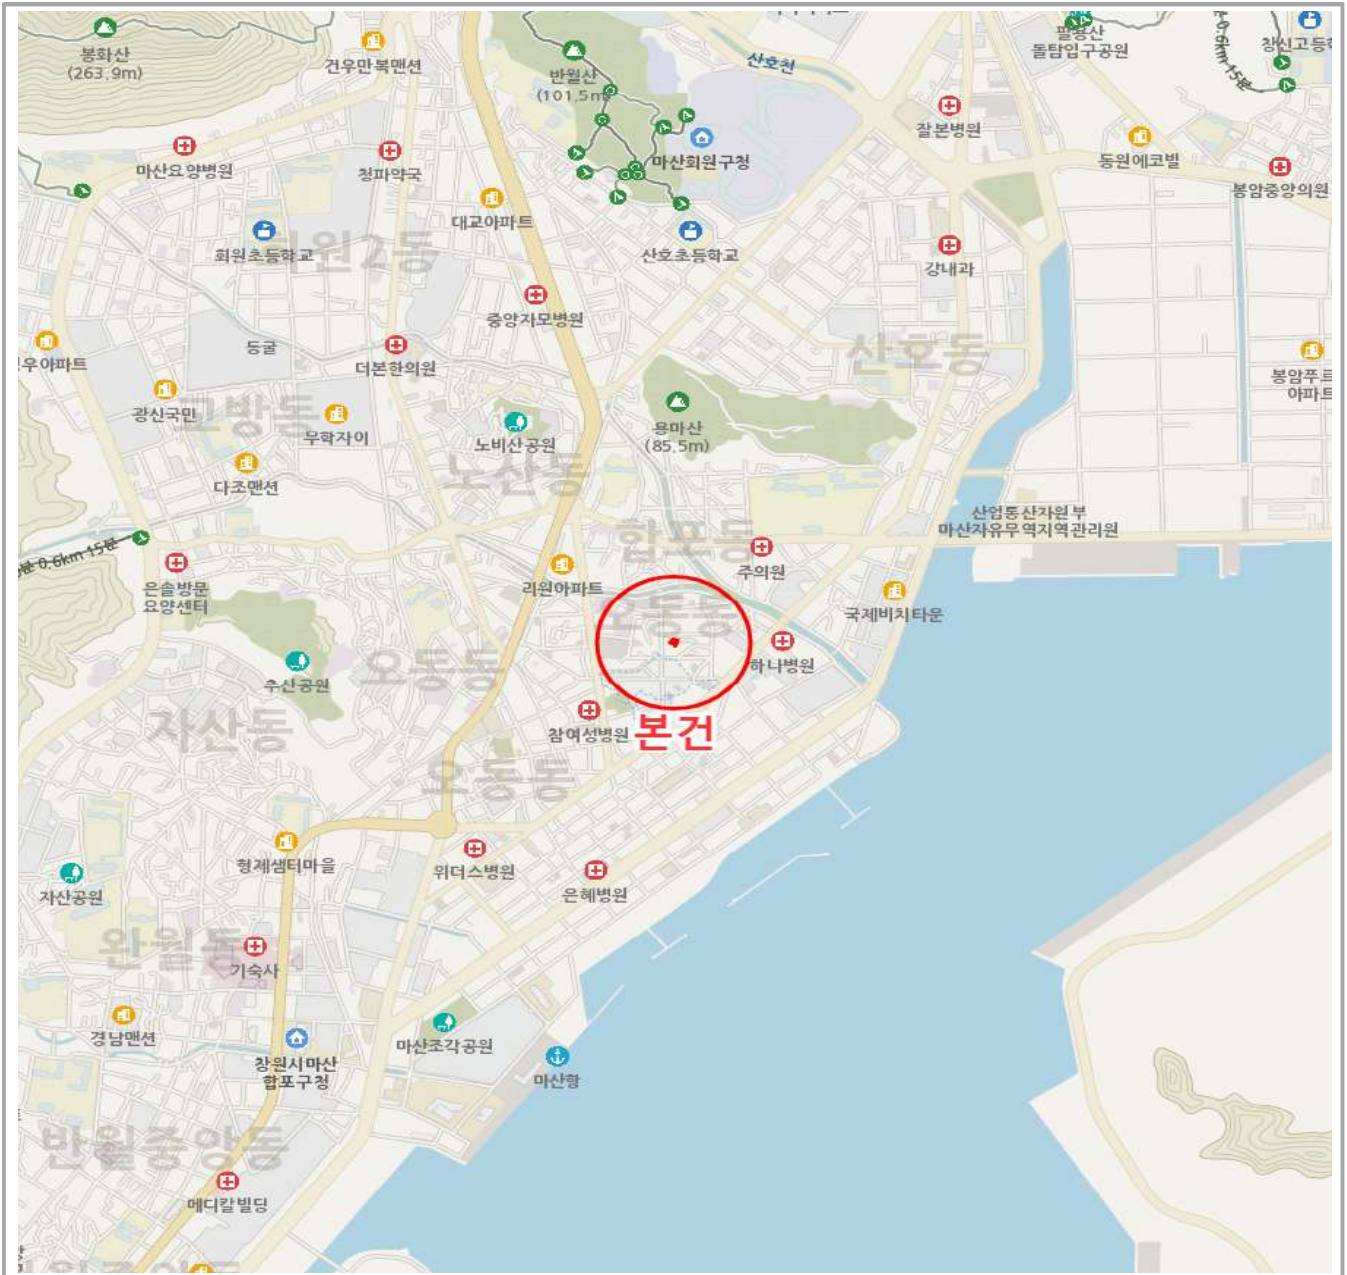 봉화산
(263.9m)
건우만복맨션
반월산
(101.5m
산호천
팔용산
돌탑입구공원
창신고등
0.6km 15분
잘본병원
동원에코빌
봉암중앙의원
마산요양병원
청파약국
마산회원구청
대교아파트
회원초등학교
회원2동
산호초등학교
강내과
중앙자모병원
동굴
더본한의원
산호동
우아파트
봉암푸르
아파트
광신국민
교방동
무학자이
노비산공원
용마산
(85.5m)
다조맨션
노산동
산업통상자원부
마산자유무역지역관리원
합포동
0.6km 15분
은솔방문
요양센터
리원아파트
주의원
오동동
국제비치타운
하나병원
추산공원
오동동
자산동
참여성병원
본건
오동동
형제샘터마을
위더스병원
은혜병원
자산공원
완월동
기숙사
경남맨션
창원시마산
합포구청
마산조각공원
마산항
반월중앙동
메디칼빌딩